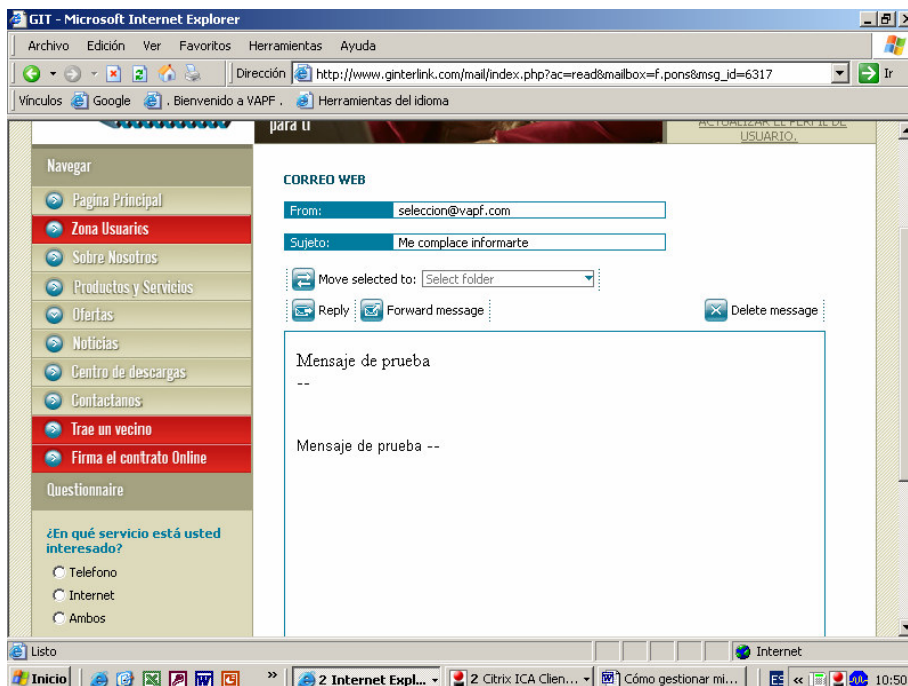 GIT - Microsoft Internet Explorer
Archivo Edición Ver Favoritos Herramientas Ayuda
Dirección http://www.ginterlink.com/mail/index.php?ac=read&mailbox=f.pons&msg_id=6317 Ir
Vínculos Google . Bienvenido a VAPF . Herramientas del idioma
para ti
ACTUALIZAR EL PERFIL DE
USUARIO.
Navegar
Pagina Principal
Zona Usuarios
Sobre Nosotros
Productos y Servicios
Ofertas
Noticias
Centro de descargas
Contactanos
Trae un vecino
Firma el contrato Online
Questionnaire
¿En qué servicio está usted
interesado?
Telefono
Internet
Ambos
CORREO WEB
From: seleccion@vapf.com
Sujeto: Me complace informarte
Move selected to: Select folder
Reply Forward message Delete message
Mensaje de prueba
--
Mensaje de prueba --
Listo Internet
Inicio » 2 Internet Expl... 2 Citrix ICA Clien... Cómo gestionar mi... ES « 10:50